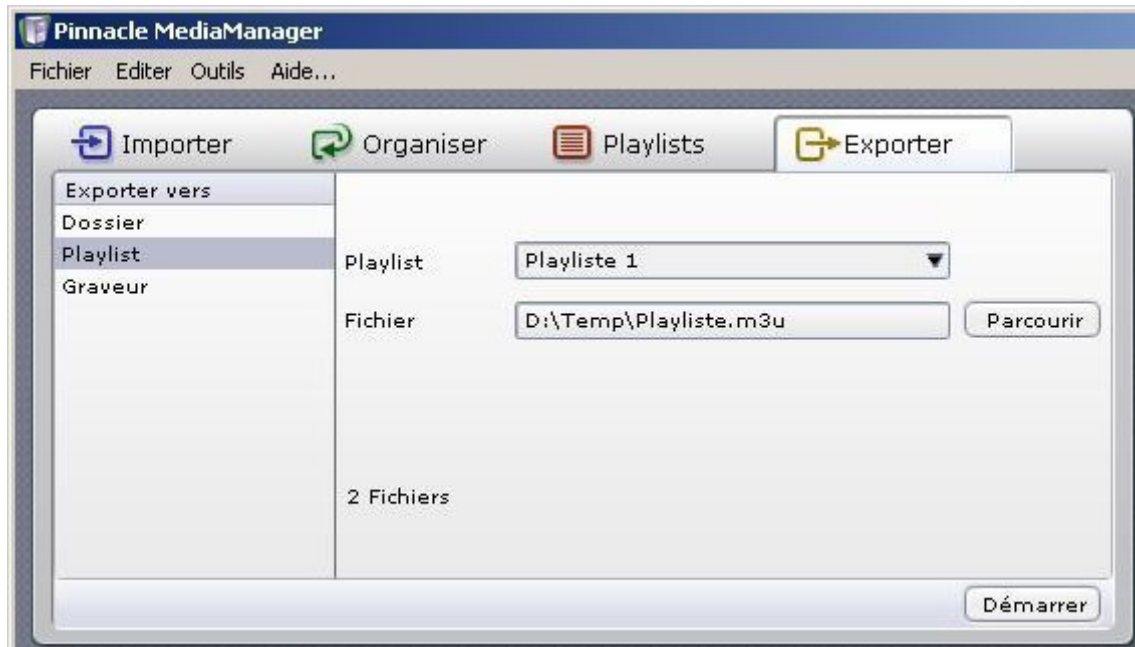 Pinnacle MediaManager
Fichier Editer Outils Aide...
Importer Organiser Playlists Exporter
Exporter vers
Dossier
Playlist
Graveur
Playlist Playliste 1
Fichier D:\Temp\Playliste.m3u Parcourir
2 Fichiers
Démarrer